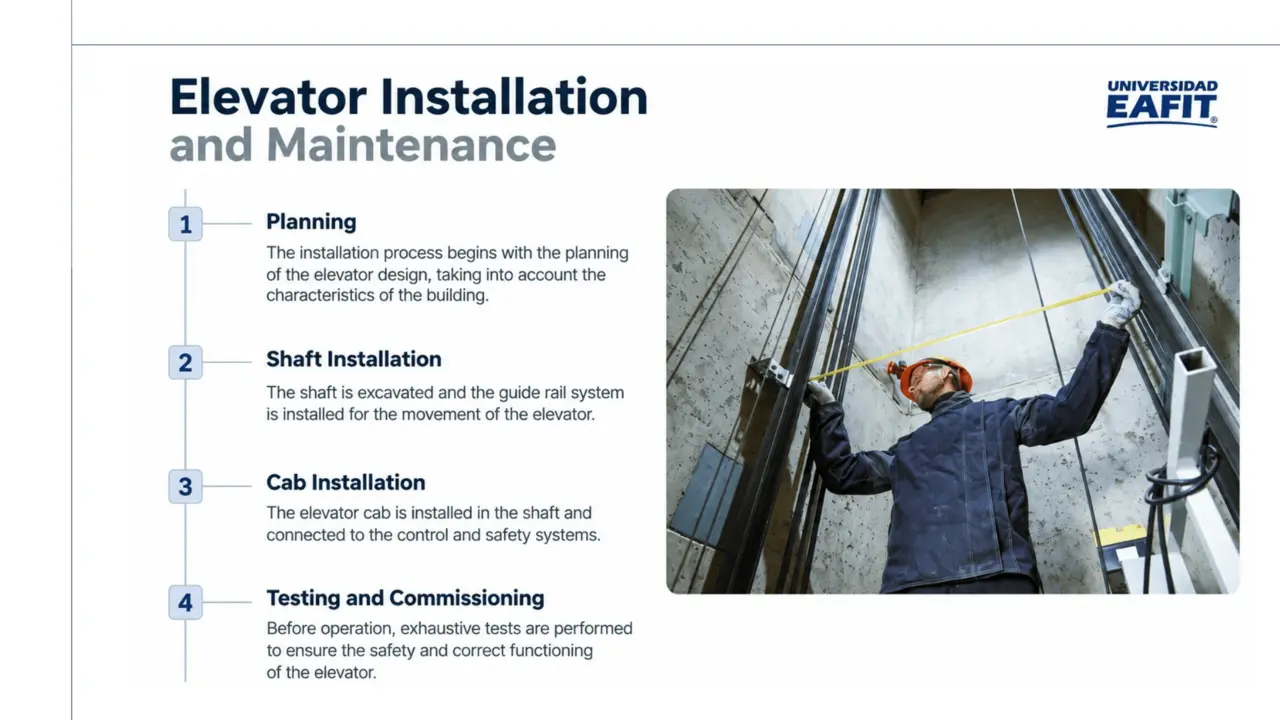 Elevator Installation
and Maintenance
UNIVERSIDAD
EAFIT®
1
Planning
The installation process begins with the planning
of the elevator design, taking into account the
characteristics of the building.
2
Shaft Installation
The shaft is excavated and the guide rail system
is installed for the movement of the elevator.
3
Cab Installation
The elevator cab is installed in the shaft and
connected to the control and safety systems.
4
Testing and Commissioning
Before operation, exhaustive tests are performed
to ensure the safety and correct functioning
of the elevator.